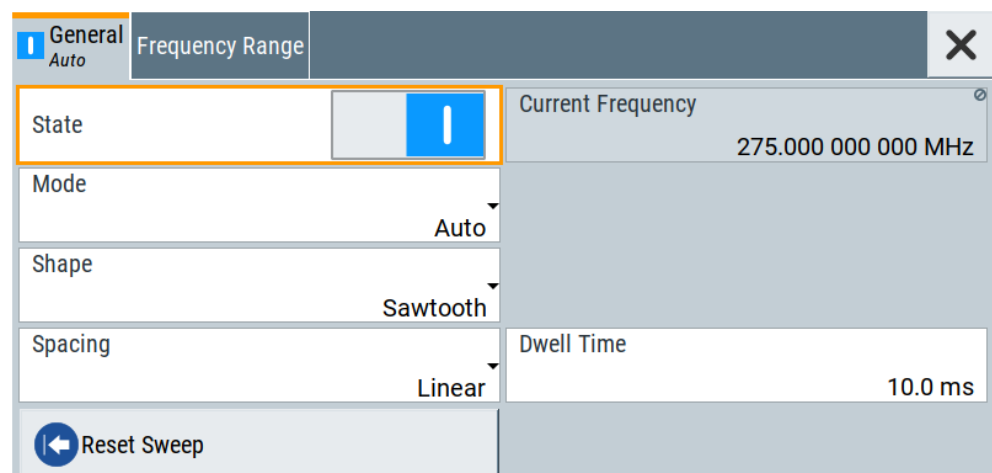 General
Auto
Frequency Range
State
Current Frequency
275.000 000 000 MHz
Mode
Auto
Shape
Sawtooth
Spacing
Linear
Dwell Time
10.0 ms
Reset Sweep